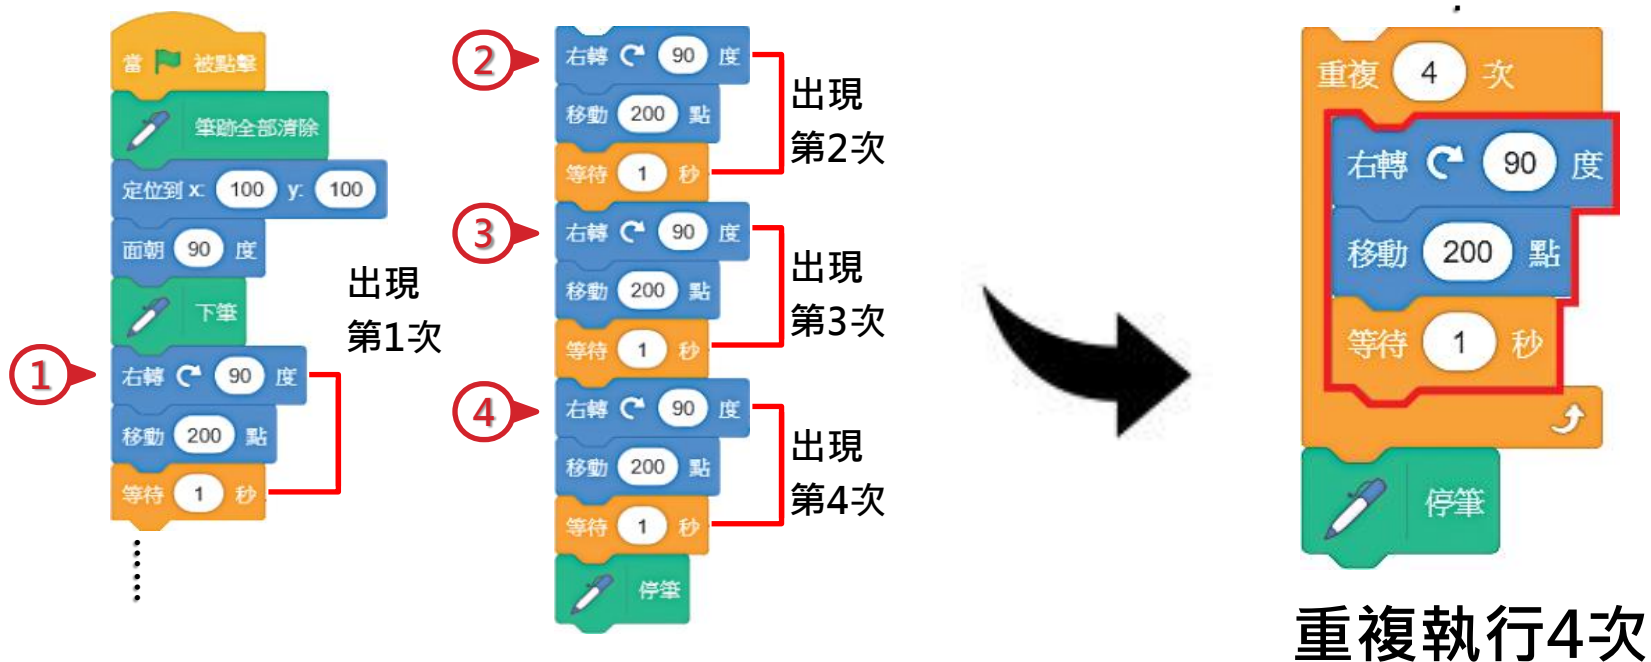 當 被點擊
筆跡全部清除
定位到 x: 100 y: 100
面朝 90 度
下筆
1
右轉 90 度
移動 200 點
等待 1 秒
出現
第1次
2
右轉 90 度
移動 200 點
等待 1 秒
出現
第2次
3
右轉 90 度
移動 200 點
等待 1 秒
出現
第3次
4
右轉 90 度
移動 200 點
等待 1 秒
出現
第4次
停筆
重複 4 次
右轉 90 度
移動 200 點
等待 1 秒
停筆
重複執行4次